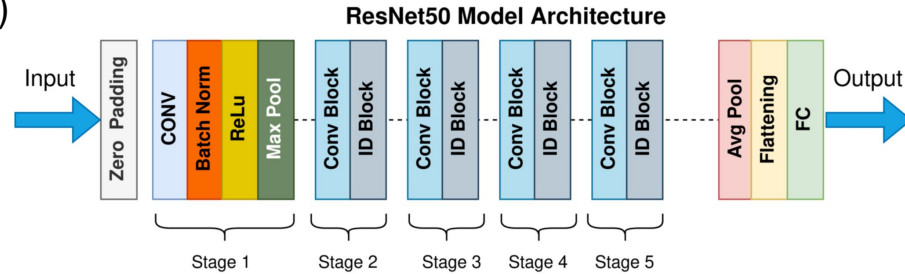 )
ResNet50 Model Architecture
Input
Zero Padding
CONV
Batch Norm
ReLu
Max Pool
Conv Block
ID Block
Conv Block
ID Block
Conv Block
ID Block
Conv Block
ID Block
Avg Pool
Flattening
FC
Output
Stage 1
Stage 2
Stage 3
Stage 4
Stage 5